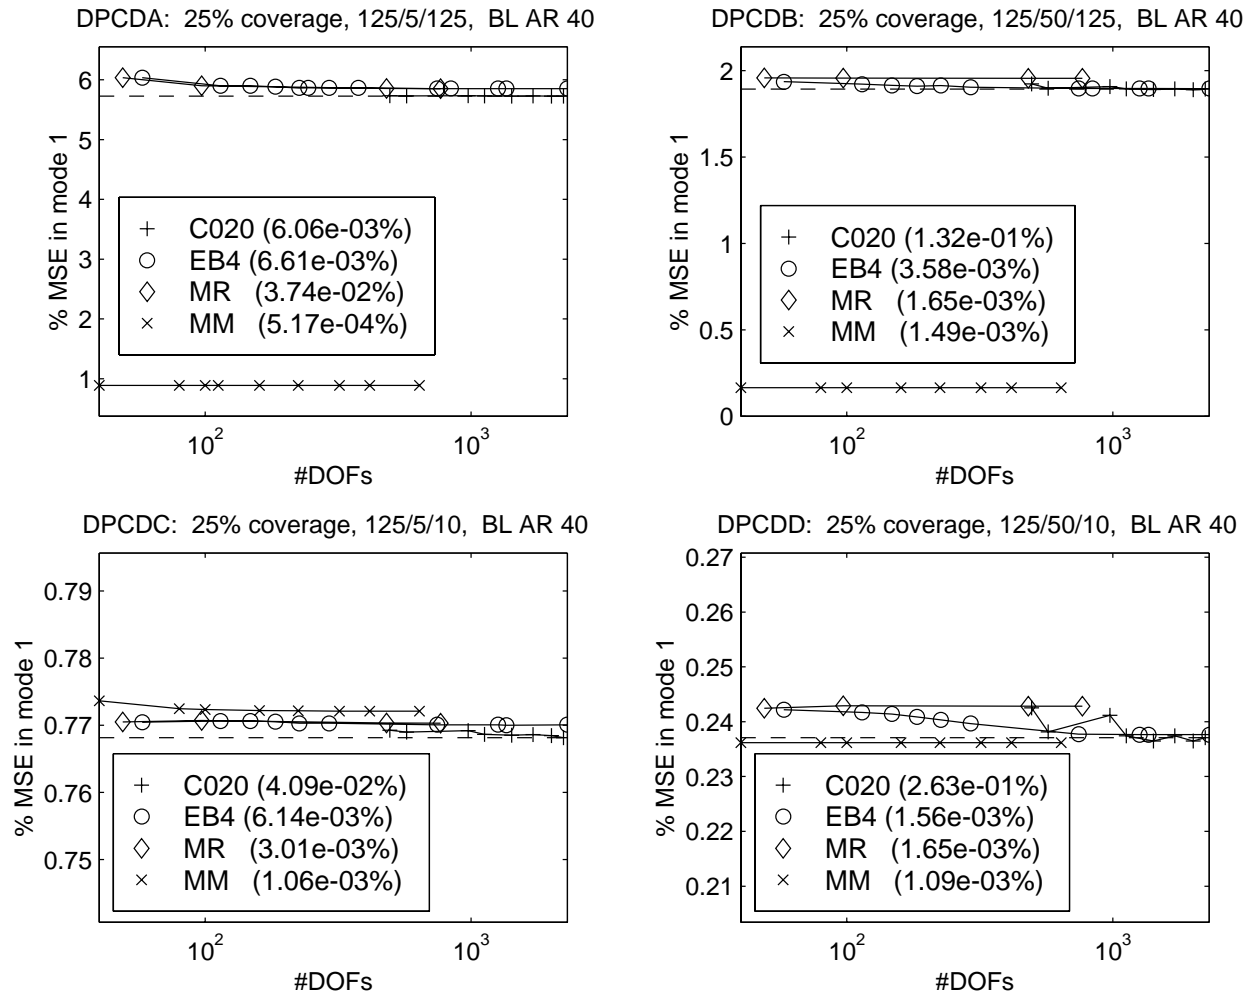 DPCDA: 25% coverage, 125/5/125, BL AR 40
6
5
4
3
2
1
% MSE in mode 1
C020 (6.06e-03%)
EB4 (6.61e-03%)
MR (3.74e-02%)
MM (5.17e-04%)
10^2
10^3
#DOFs
DPCDB: 25% coverage, 125/50/125, BL AR 40
2
1.5
1
0.5
0
% MSE in mode 1
C020 (1.32e-01%)
EB4 (3.58e-03%)
MR (1.65e-03%)
MM (1.49e-03%)
10^2
10^3
#DOFs
DPCDC: 25% coverage, 125/5/10, BL AR 40
0.79
0.78
0.77
0.76
0.75
% MSE in mode 1
C020 (4.09e-02%)
EB4 (6.14e-03%)
MR (3.01e-03%)
MM (1.06e-03%)
10^2
10^3
#DOFs
DPCDD: 25% coverage, 125/50/10, BL AR 40
0.27
0.26
0.25
0.24
0.23
0.22
0.21
% MSE in mode 1
C020 (2.63e-01%)
EB4 (1.56e-03%)
MR (1.65e-03%)
MM (1.09e-03%)
10^2
10^3
#DOFs